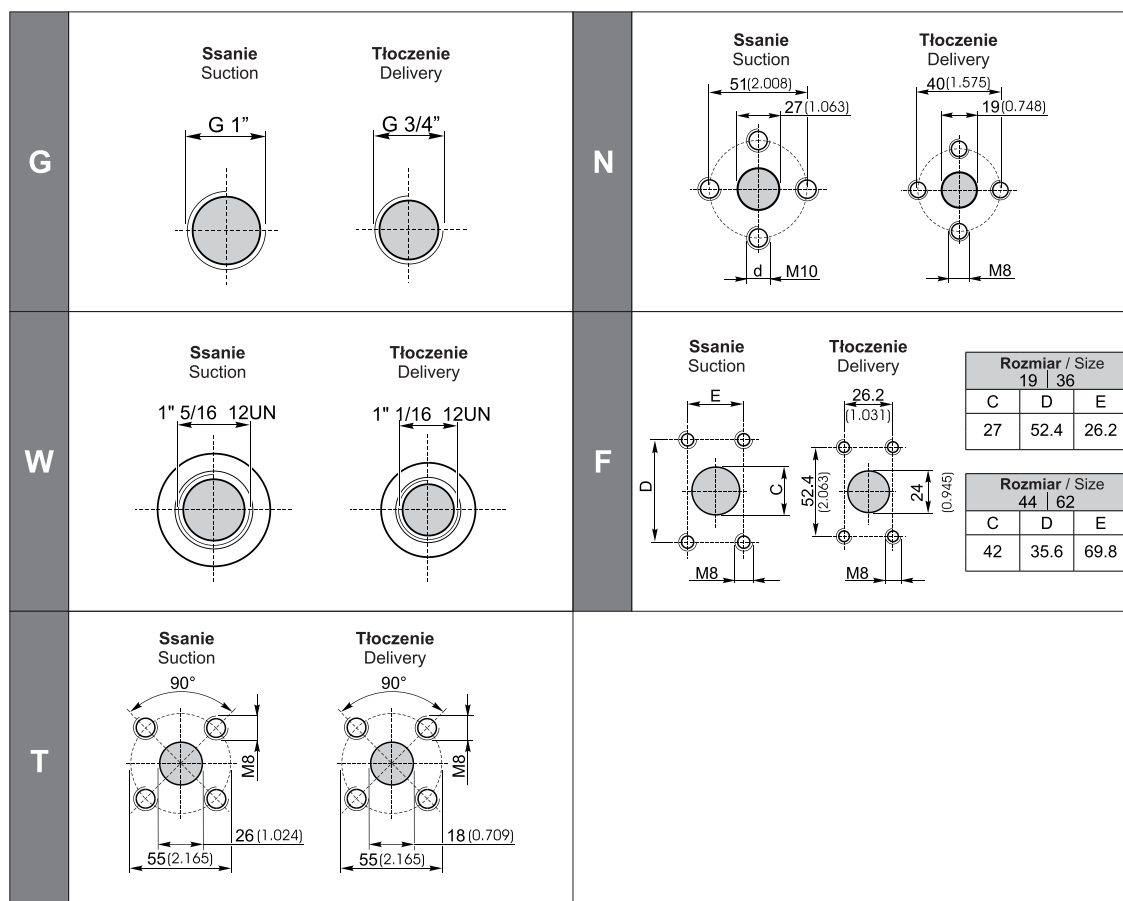 G
Ssanie
Suction
Tłoczenie
Delivery
G 1”
G 3/4”
N
Ssanie
Suction
Tłoczenie
Delivery
51(2.008)
27(1.063)
40(1.575)
19(0.748)
d M10
M8
W
Ssanie
Suction
Tłoczenie
Delivery
1" 5/16 12UN
1" 1/16 12UN
F
Ssanie
Suction
Tłoczenie
Delivery
E
D
C
M8
26.2
(1.031)
52.4
(2.063)
24
(0.945)
M8
Rozmiar / Size
19 | 36
C D E
27 52.4 26.2
Rozmiar / Size
44 | 62
C D E
42 35.6 69.8
T
Ssanie
Suction
Tłoczenie
Delivery
90°
M8
26(1.024)
55(2.165)
90°
M8
18(0.709)
55(2.165)